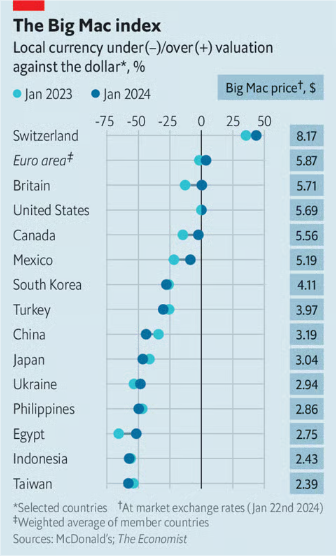 The Big Mac index
Local currency under(–)/over(+) valuation
against the dollar*, %
Jan 2023 Jan 2024 Big Mac price†, $
-75 -50 -25 0 25 50
Switzerland 8.17
Euro area‡ 5.87
Britain 5.71
United States 5.69
Canada 5.56
Mexico 5.19
South Korea 4.11
Turkey 3.97
China 3.19
Japan 3.04
Ukraine 2.94
Philippines 2.86
Egypt 2.75
Indonesia 2.43
Taiwan 2.39
*Selected countries †At market exchange rates (Jan 22nd 2024)
‡Weighted average of member countries
Sources: McDonald's; The Economist